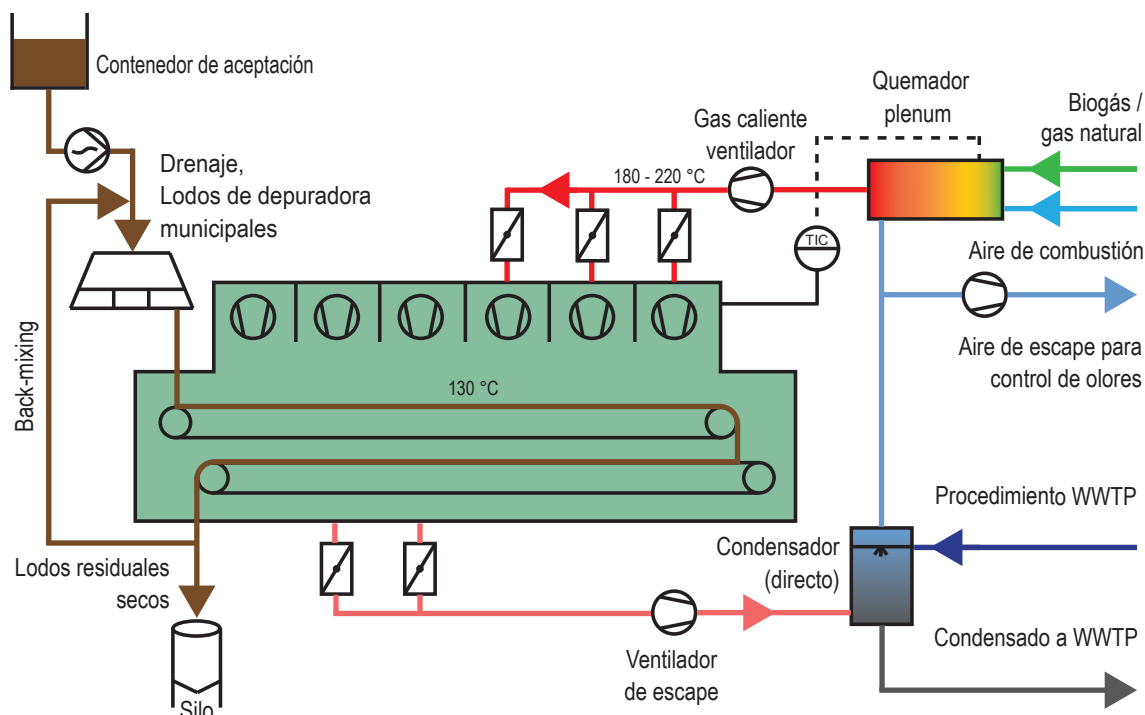 Contenedor de aceptación
Drenaje,
Lodos de depuradora
municipales
Back-mixing
Lodos residuales
secos
Silo
180 - 220 °C
Gas caliente
ventilador
Quemador
plenum
Biogás /
gas natural
TIC
Aire de combustión
Aire de escape para
control de olores
130 °C
Procedimiento WWTP
Condensador
(directo)
Condensado a WWTP
Ventilador
de escape